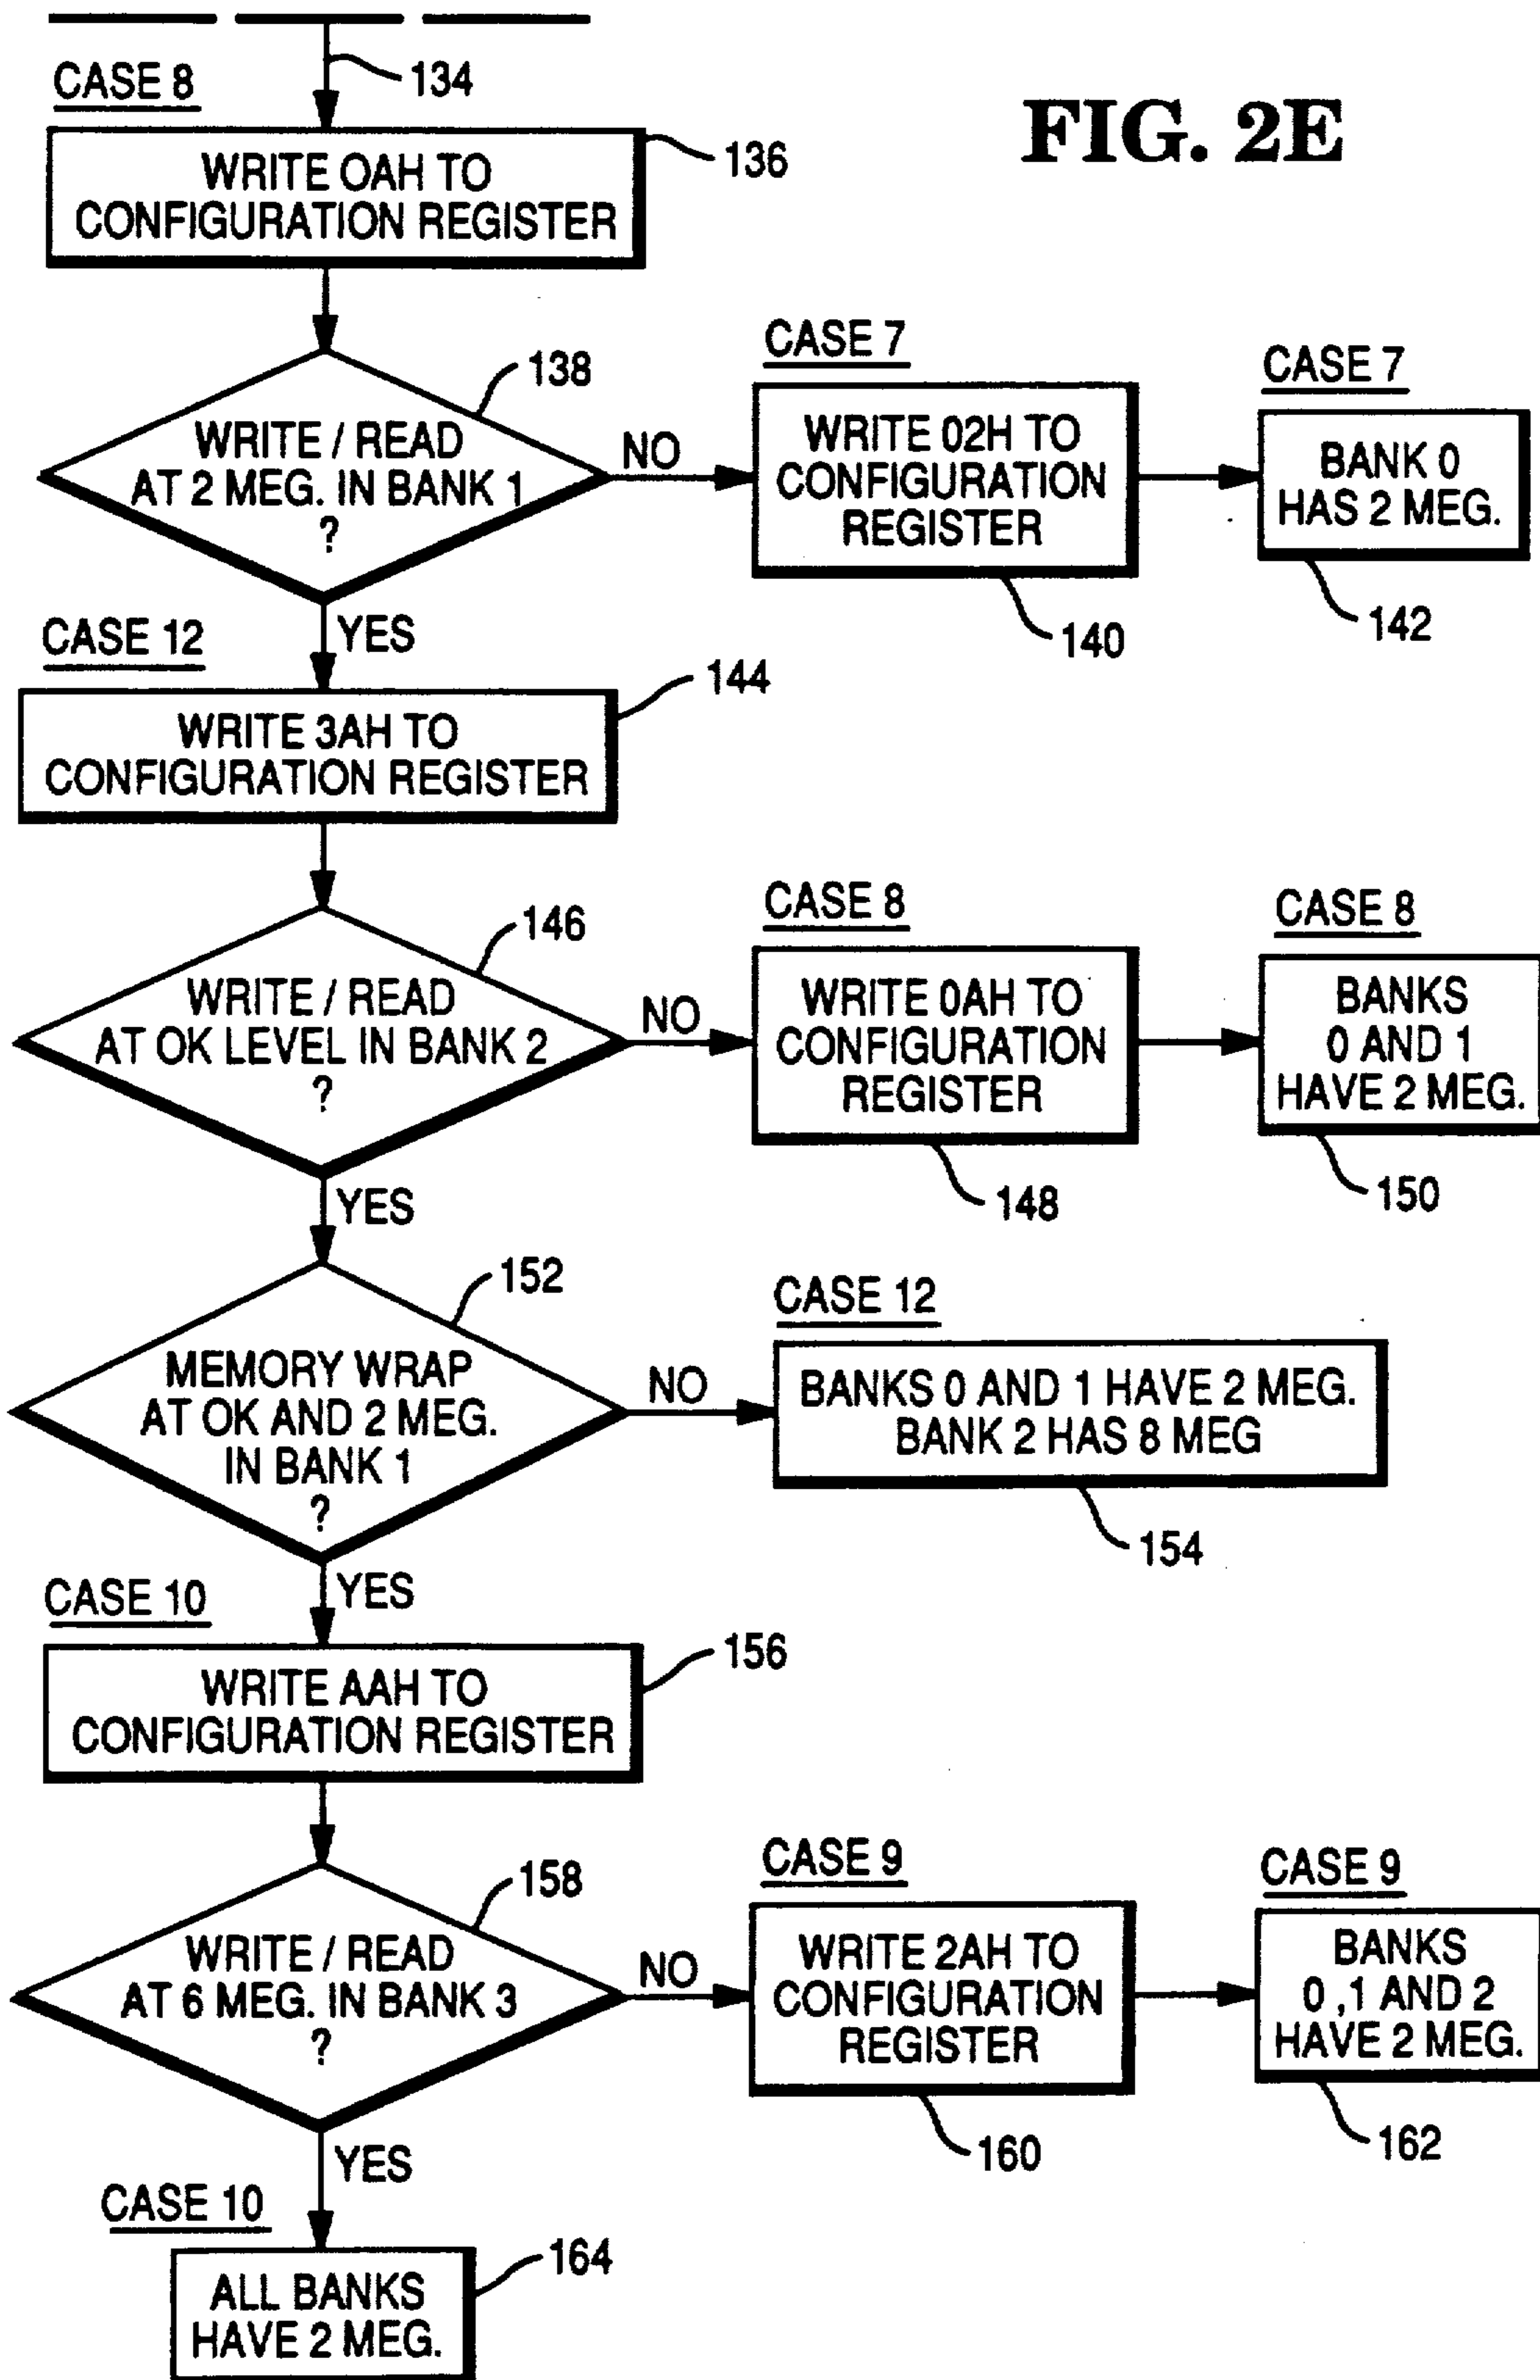 FIG. 2E
134
CASE 8
136
WRITE OAH TO
CONFIGURATION REGISTER
138
WRITE / READ
AT 2 MEG. IN BANK 1
?
NO
CASE 7
WRITE 02H TO
CONFIGURATION
REGISTER
140
CASE 7
BANK 0
HAS 2 MEG.
142
YES
CASE 12
144
WRITE 3AH TO
CONFIGURATION REGISTER
146
WRITE / READ
AT OK LEVEL IN BANK 2
?
NO
CASE 8
WRITE 0AH TO
CONFIGURATION
REGISTER
148
CASE 8
BANKS
0 AND 1
HAVE 2 MEG.
150
YES
152
MEMORY WRAP
AT OK AND 2 MEG.
IN BANK 1
?
NO
CASE 12
BANKS 0 AND 1 HAVE 2 MEG.
BANK 2 HAS 8 MEG
154
YES
CASE 10
156
WRITE AAH TO
CONFIGURATION REGISTER
158
WRITE / READ
AT 6 MEG. IN BANK 3
?
NO
CASE 9
WRITE 2AH TO
CONFIGURATION
REGISTER
160
CASE 9
BANKS
0 ,1 AND 2
HAVE 2 MEG.
162
YES
CASE 10
164
ALL BANKS
HAVE 2 MEG.